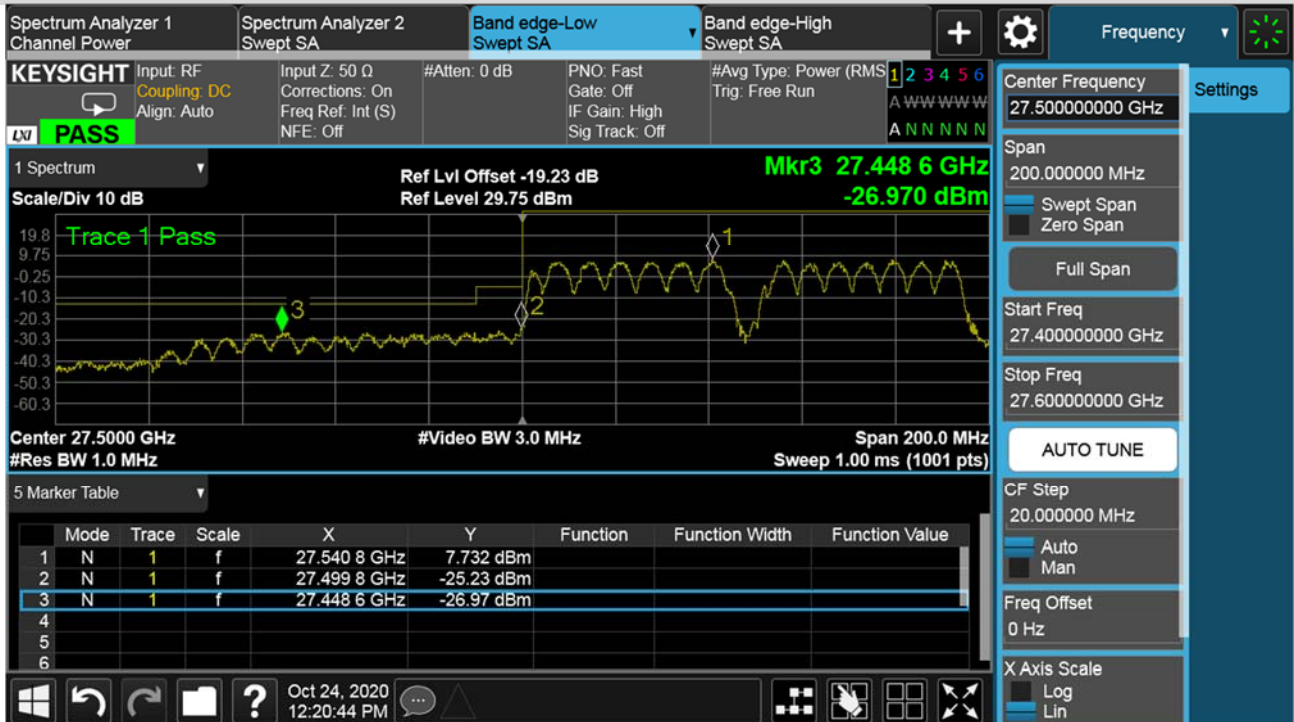 Spectrum Analyzer 1
Channel Power
Spectrum Analyzer 2
Swept SA
Band edge-Low
Swept SA
Band edge-High
Swept SA
+
Frequency
KEYSIGHT
LXI PASS
Input: RF
Coupling: DC
Align: Auto
Input Z: 50 Ω
Corrections: On
Freq Ref: Int (S)
NFE: Off
#Atten: 0 dB
PNO: Fast
Gate: Off
IF Gain: High
Sig Track: Off
#Avg Type: Power (RMS
Trig: Free Run
1 2 3 4 5 6
A W W W W W
A N N N N N
1 Spectrum
Scale/Div 10 dB
Ref Lvl Offset -19.23 dB
Ref Level 29.75 dBm
Mkr3 27.448 6 GHz
-26.970 dBm
Trace 1 Pass
19.8
9.75
-0.25
-10.3
-20.3
-30.3
-40.3
-50.3
-60.3
1
2
3
Center 27.5000 GHz
#Res BW 1.0 MHz
#Video BW 3.0 MHz
Span 200.0 MHz
Sweep 1.00 ms (1001 pts)
5 Marker Table
Mode Trace Scale X Y Function Function Width Function Value
1 N 1 f 27.540 8 GHz 7.732 dBm
2 N 1 f 27.499 8 GHz -25.23 dBm
3 N 1 f 27.448 6 GHz -26.97 dBm
4
5
6
?
Oct 24, 2020
12:20:44 PM
Center Frequency
27.500000000 GHz
Span
200.000000 MHz
Swept Span
Zero Span
Full Span
Start Freq
27.400000000 GHz
Stop Freq
27.600000000 GHz
AUTO TUNE
CF Step
20.000000 MHz
Auto
Man
Freq Offset
0 Hz
X Axis Scale
Log
Lin
Settings